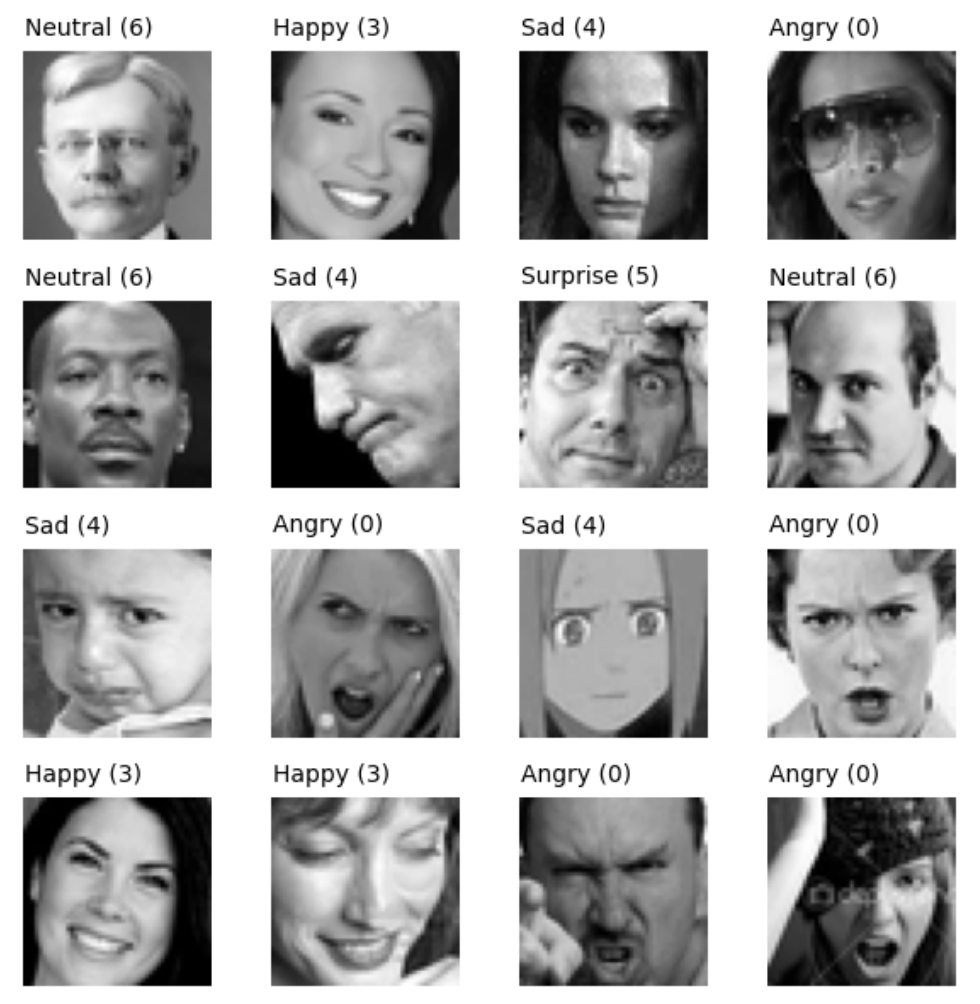 Neutral (6) Happy (3) Sad (4) Angry (0)
Neutral (6) Sad (4) Surprise (5) Neutral (6)
Sad (4) Angry (0) Sad (4) Angry (0)
Happy (3) Happy (3) Angry (0) Angry (0)